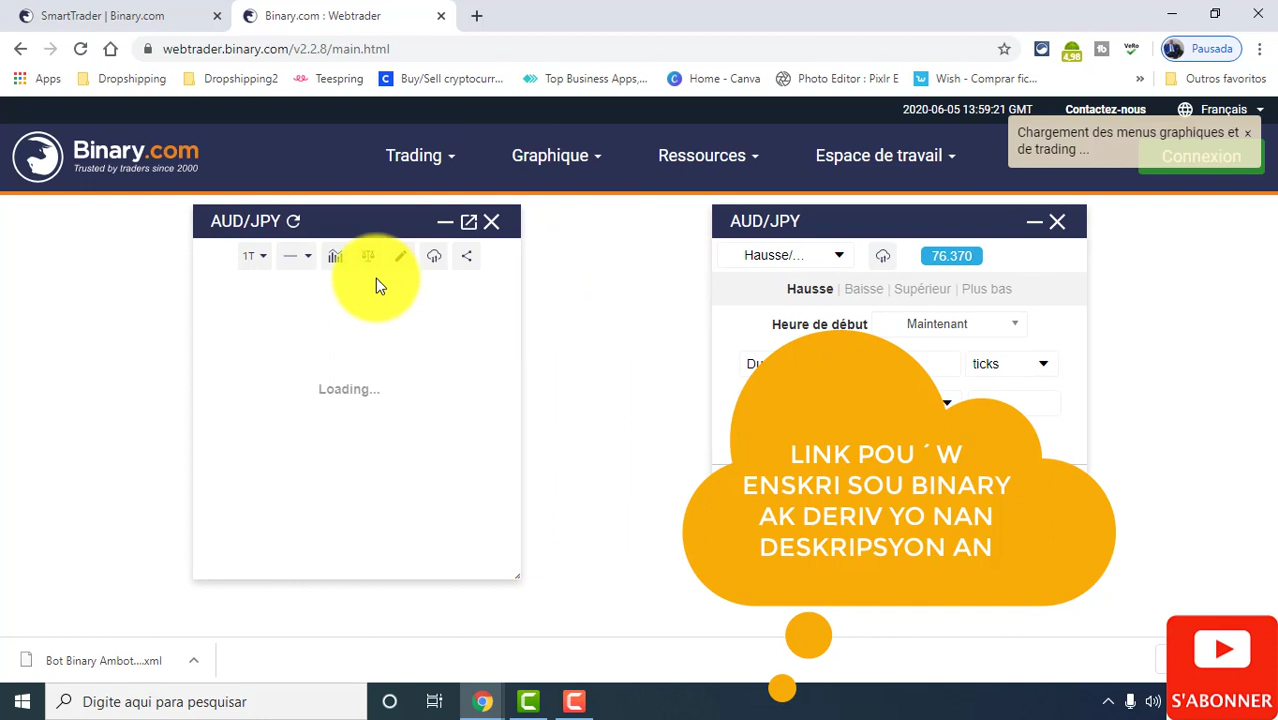 SmartTrader | Binary.com
Binary.com : Webtrader
webtrader.binary.com/v2.2.8/main.html
VeRo
4,98
Pausada
Apps
Dropshipping
Dropshipping2
Teespring
Buy/Sell cryptocurr...
Top Business Apps,...
Home - Canva
Photo Editor : Pixlr E
Wish - Comprar fic...
Outros favoritos
2020-06-05 13:59:21 GMT
Contactez-nous
Français
Binary.com
Trusted by traders since 2000
Trading
Graphique
Ressources
Espace de travail
Chargement des menus graphiques et
de trading ...
Connexion
AUD/JPY
1T
Loading...
AUD/JPY
Hausse/...
76.370
Hausse | Baisse | Supérieur | Plus bas
Heure de début
Maintenant
Du
ticks
LINK POU ´W
ENSKRI SOU BINARY
AK DERIV YO NAN
DESKRIPSYON AN
Bot Binary Ambot....xml
Digite aqui para pesquisar
S'ABONNER